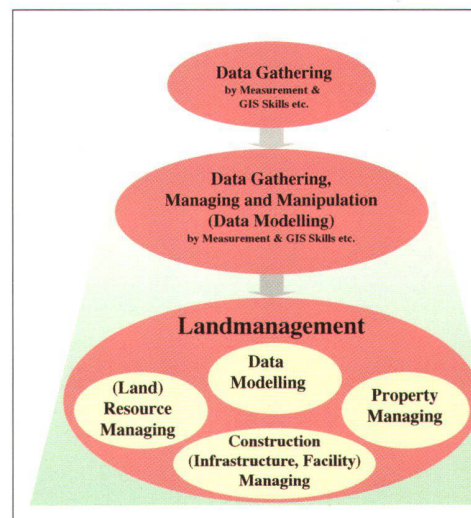 Data Gathering
by Measurement &
GIS Skills etc.
Data Gathering,
Managing and Manipulation
(Data Modelling)
by Measurement & GIS Skills etc.
Landmanagement
Data
Modelling
(Land)
Resource
Managing
Property
Managing
Construction
(Infrastructure, Facility)
Managing